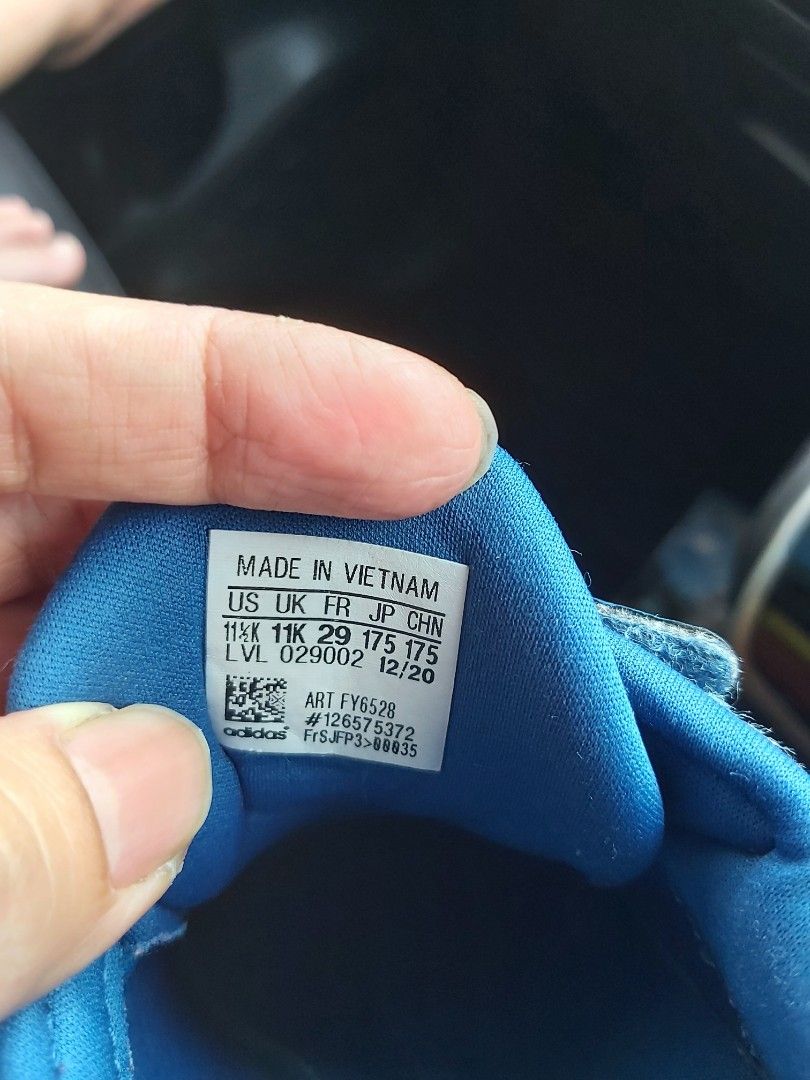 MADE IN VIETNAM
US UK FR JP CHN
11½K 11K 29 175 175
LVL 029002 12/20
ART FY6528
#126575372
adidas FrSJFP3>00035